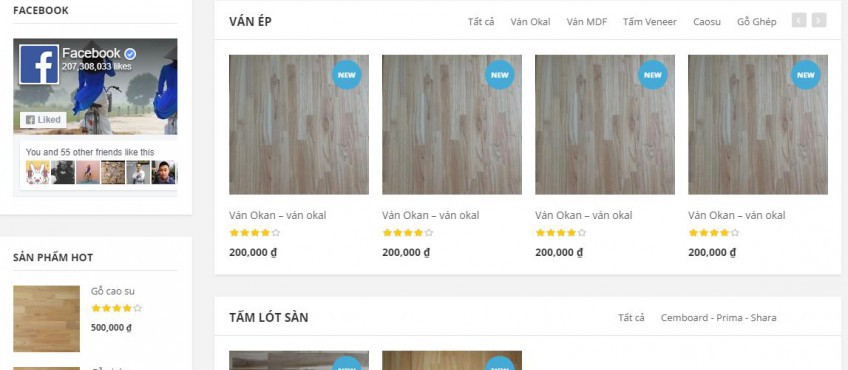 FACEBOOK
Facebook
207,308,033 likes
Liked
You and 55 other friends like this
SẢN PHẨM HOT
Gỗ cao su
500,000 ₫
VÁN ÉP
Tất cả Ván Okal Ván MDF Tấm Veneer Caosu Gỗ Ghép
NEW NEW NEW NEW
Ván Okan – ván okal Ván Okan – ván okal Ván Okan – ván okal Ván Okan – ván okal
200,000 ₫ 200,000 ₫ 200,000 ₫ 200,000 ₫
TẤM LÓT SÀN
Tất cả Cemboard - Prima - Shara
NEW NEW